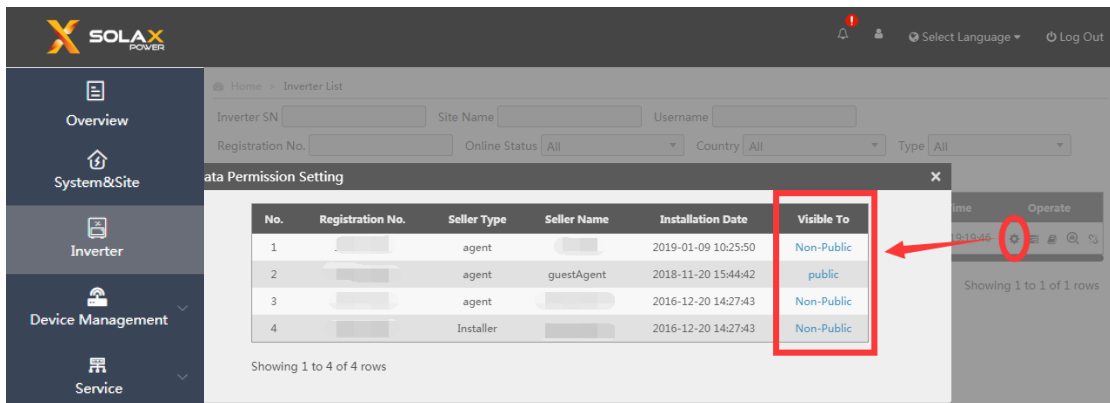 !
SOLAX
POWER
Select Language
Log Out
Overview
System&Site
Inverter
Device Management
Service
Home > Inverter List
Inverter SN
Site Name
Username
Registration No.
Online Status All
Country All
Type All
ata Permission Setting ×
ime Operate
19:19:46
No. Registration No. Seller Type Seller Name Installation Date Visible To
1 agent 2019-01-09 10:25:50 Non-Public
2 agent guestAgent 2018-11-20 15:44:42 public
3 agent 2016-12-20 14:27:43 Non-Public
4 Installer 2016-12-20 14:27:43 Non-Public
Showing 1 to 4 of 4 rows
Showing 1 to 1 of 1 rows